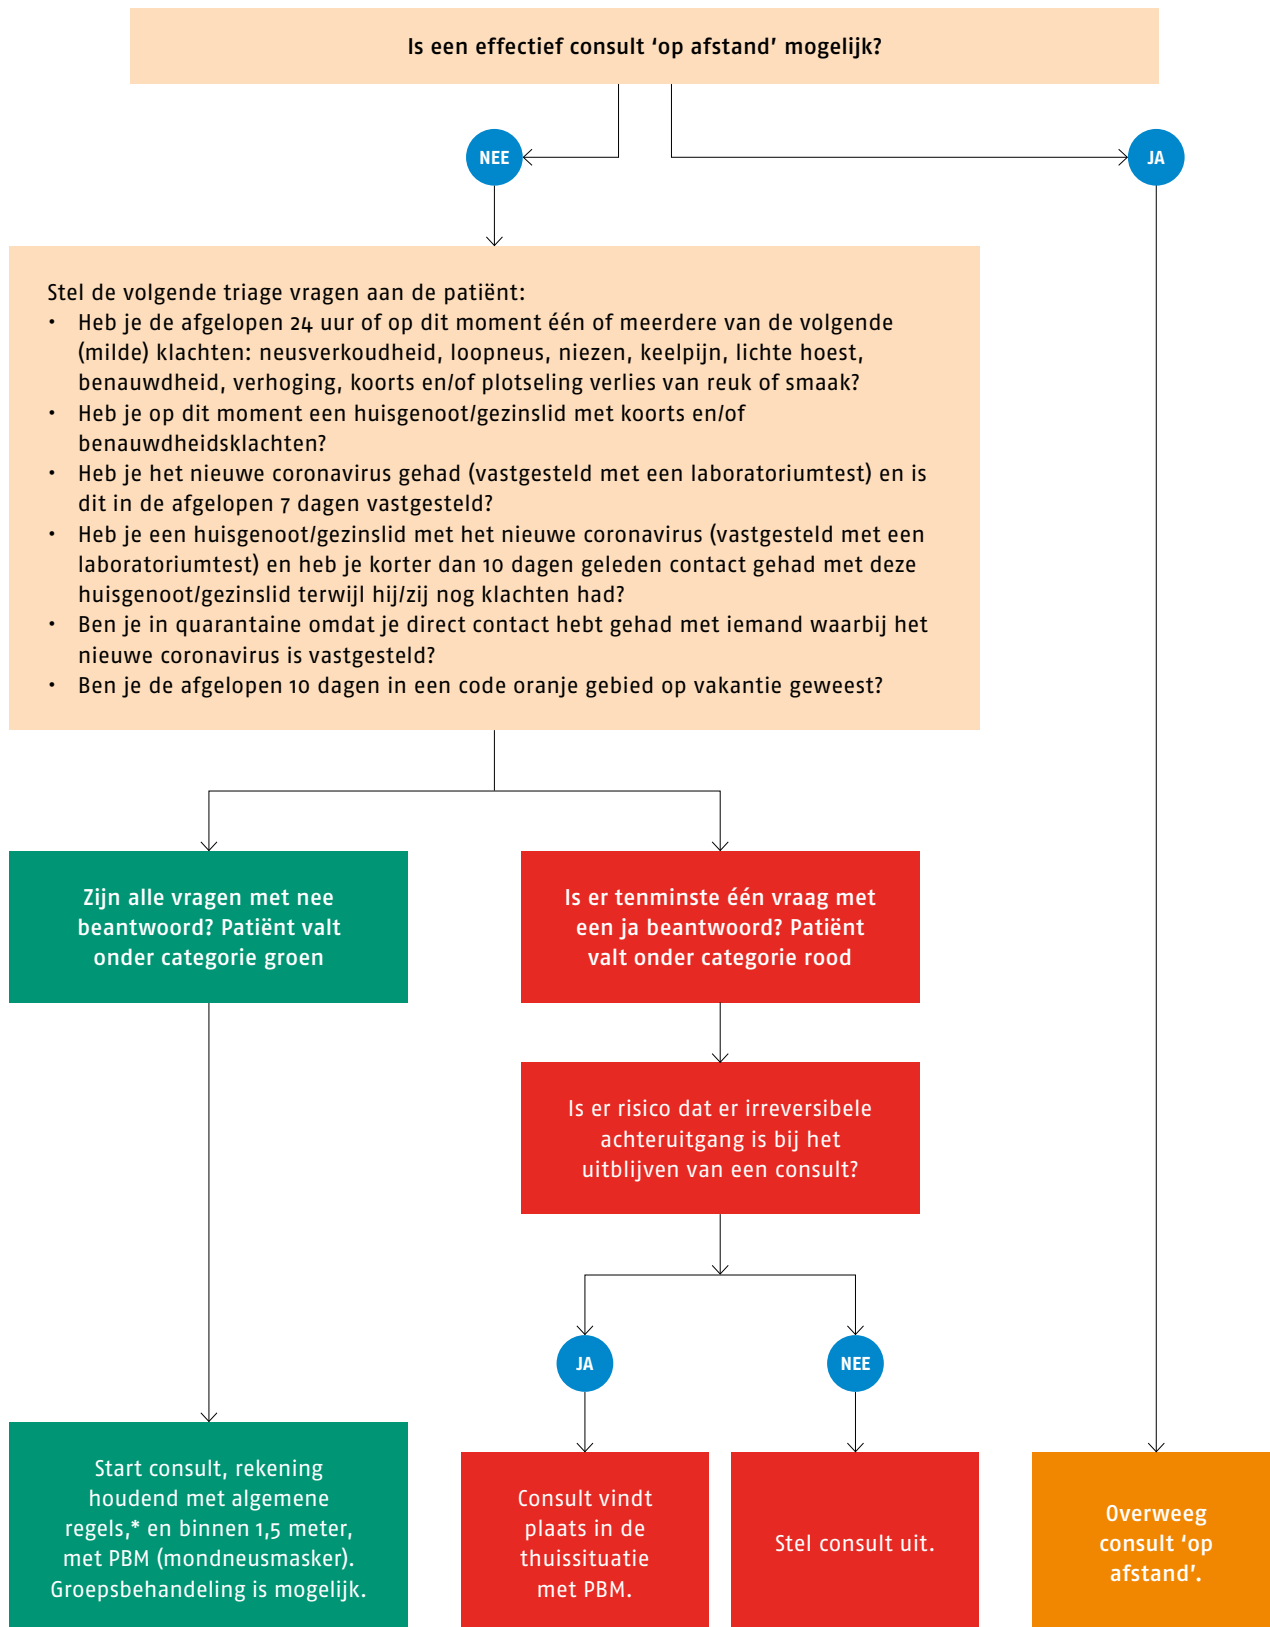 Is een effectief consult ‘op afstand’ mogelijk?
NEE
JA
Stel de volgende triage vragen aan de patiënt:
• Heb je de afgelopen 24 uur of op dit moment één of meerdere van de volgende
(milde) klachten: neusverkoudheid, loopneus, niezen, keelpijn, lichte hoest,
benauwdheid, verhoging, koorts en/of plotseling verlies van reuk of smaak?
• Heb je op dit moment een huisgenoot/gezinslid met koorts en/of
benauwdheidsklachten?
• Heb je het nieuwe coronavirus gehad (vastgesteld met een laboratoriumtest) en is
dit in de afgelopen 7 dagen vastgesteld?
• Heb je een huisgenoot/gezinslid met het nieuwe coronavirus (vastgesteld met een
laboratoriumtest) en heb je korter dan 10 dagen geleden contact gehad met deze
huisgenoot/gezinslid terwijl hij/zij nog klachten had?
• Ben je in quarantaine omdat je direct contact hebt gehad met iemand waarbij het
nieuwe coronavirus is vastgesteld?
• Ben je de afgelopen 10 dagen in een code oranje gebied op vakantie geweest?
Zijn alle vragen met nee
beantwoord? Patiënt valt
onder categorie groen
Is er tenminste één vraag met
een ja beantwoord? Patiënt
valt onder categorie rood
Is er risico dat er irreversibele
achteruitgang is bij het
uitblijven van een consult?
JA
NEE
Start consult, rekening
houdend met algemene
regels,* en binnen 1,5 meter,
met PBM (mondneusmasker).
Groepsbehandeling is mogelijk.
Consult vindt
plaats in de
thuissituatie
met PBM.
Stel consult uit.
Overweeg
consult ‘op
afstand’.